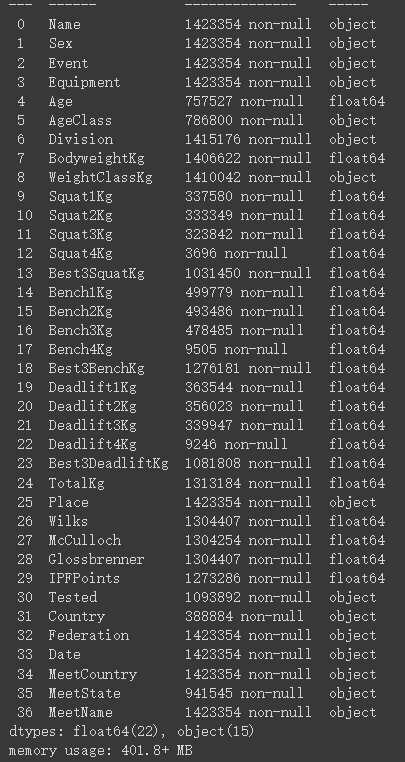 ---  ------            --------------    -----
 0   Name              1423354 non-null  object
 1   Sex               1423354 non-null  object
 2   Event             1423354 non-null  object
 3   Equipment         1423354 non-null  object
 4   Age               757527 non-null   float64
 5   AgeClass          786800 non-null   object
 6   Division          1415176 non-null  object
 7   BodyweightKg      1406622 non-null  float64
 8   WeightClassKg     1410042 non-null  object
 9   Squat1Kg          337580 non-null   float64
 10  Squat2Kg          333349 non-null   float64
 11  Squat3Kg          323842 non-null   float64
 12  Squat4Kg          3696 non-null     float64
 13  Best3SquatKg      1031450 non-null  float64
 14  Bench1Kg          499779 non-null   float64
 15  Bench2Kg          493486 non-null   float64
 16  Bench3Kg          478485 non-null   float64
 17  Bench4Kg          9505 non-null     float64
 18  Best3BenchKg      1276181 non-null  float64
 19  Deadlift1Kg       363544 non-null   float64
 20  Deadlift2Kg       356023 non-null   float64
 21  Deadlift3Kg       339947 non-null   float64
 22  Deadlift4Kg       9246 non-null     float64
 23  Best3DeadliftKg   1081808 non-null  float64
 24  TotalKg           1313184 non-null  float64
 25  Place             1423354 non-null  object
 26  Wilks             1304407 non-null  float64
 27  McCulloch         1304254 non-null  float64
 28  Glossbrenner      1304407 non-null  float64
 29  IPFPoints         1273286 non-null  float64
 30  Tested            1093892 non-null  object
 31  Country           388884 non-null   object
 32  Federation        1423354 non-null  object
 33  Date              1423354 non-null  object
 34  MeetCountry       1423354 non-null  object
 35  MeetState         941545 non-null   object
 36  MeetName          1423354 non-null  object
dtypes: float64(22), object(15)
memory usage: 401.8+ MB